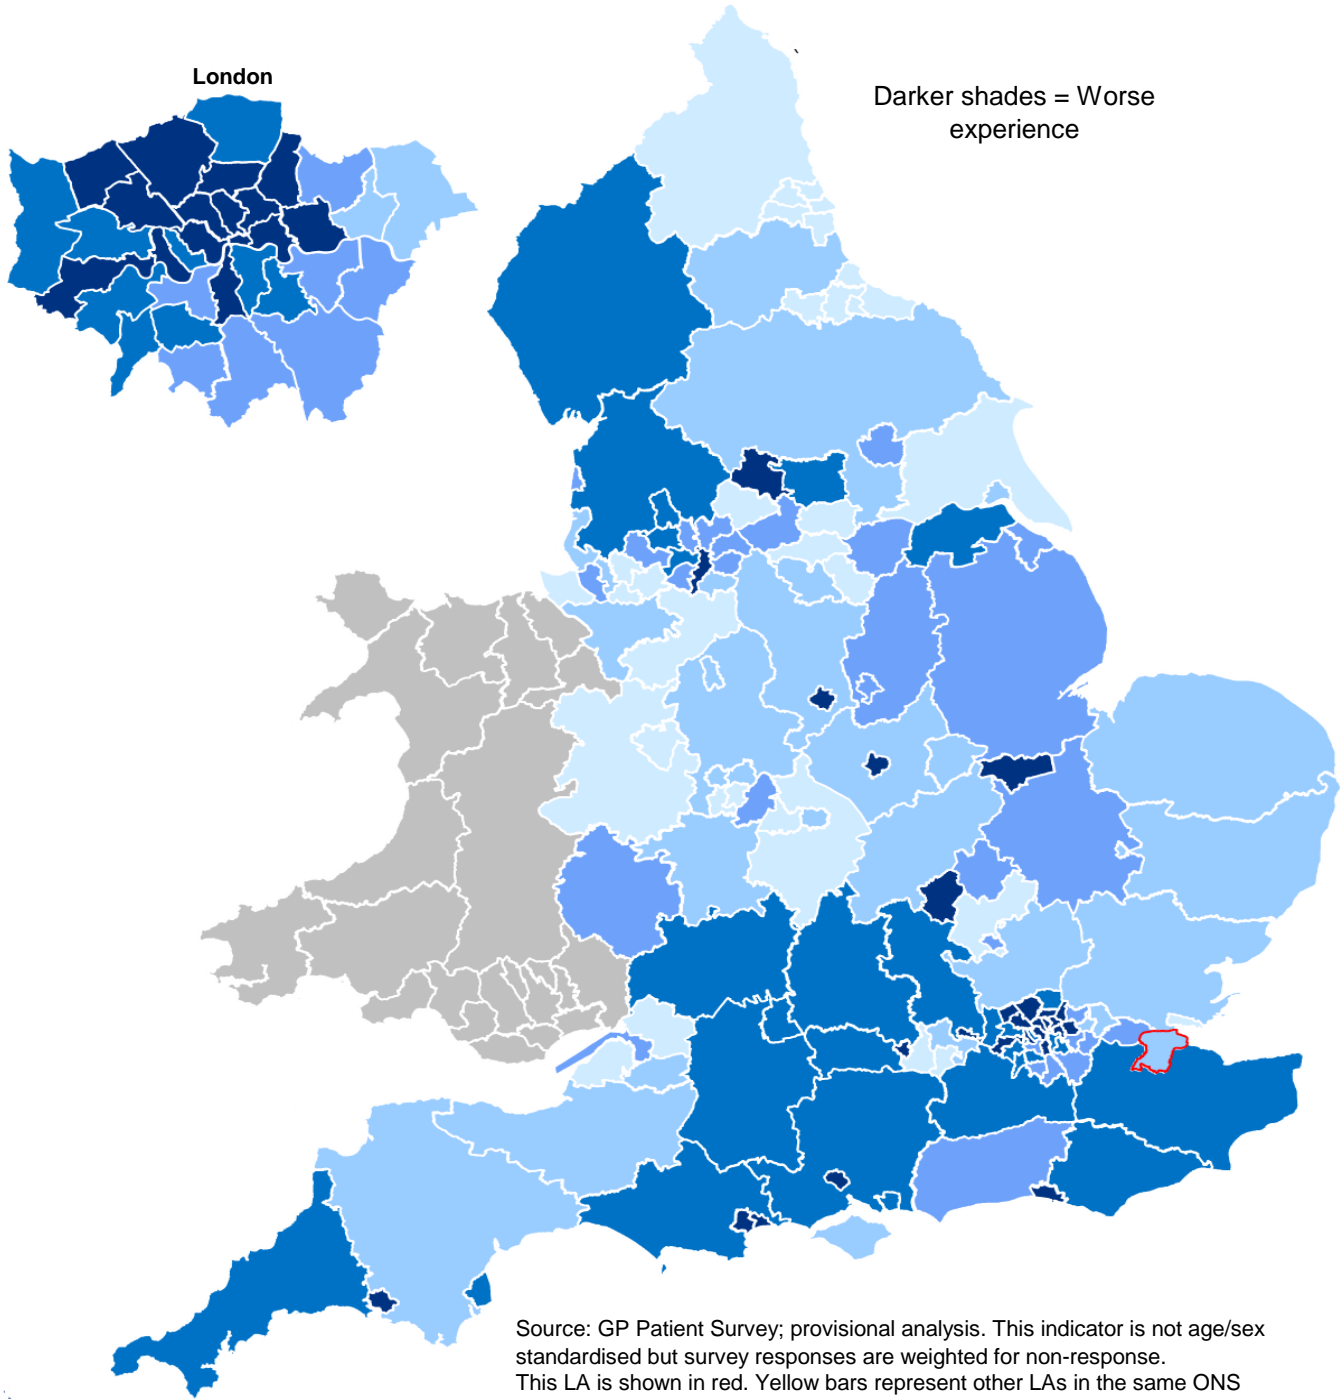 London
Darker shades = Worse
experience
Source: GP Patient Survey; provisional analysis. This indicator is not age/sex
standardised but survey responses are weighted for non-response.
This LA is shown in red. Yellow bars represent other LAs in the same ONS